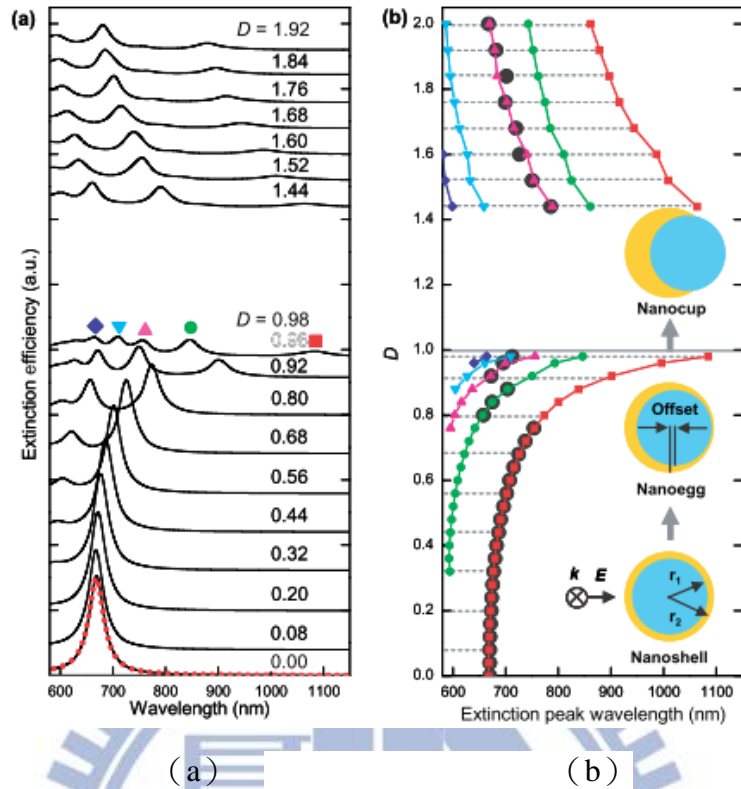 (a)
D = 1.92
1.84
1.76
1.68
1.60
1.52
1.44
D = 0.98
0.96
0.92
0.80
0.68
0.56
0.44
0.32
0.20
0.08
0.00
Extinction efficiency (a.u.)
600 700 800 900 1000 1100
Wavelength (nm)
(b)
2.0
1.8
1.6
1.4
1.2
1.0
0.8
0.6
0.4
0.2
0.0
D
Nanocup
Offset
Nanoegg
k E
r1
r2
Nanoshell
600 700 800 900 1000 1100
Extinction peak wavelength (nm)
(a) (b)